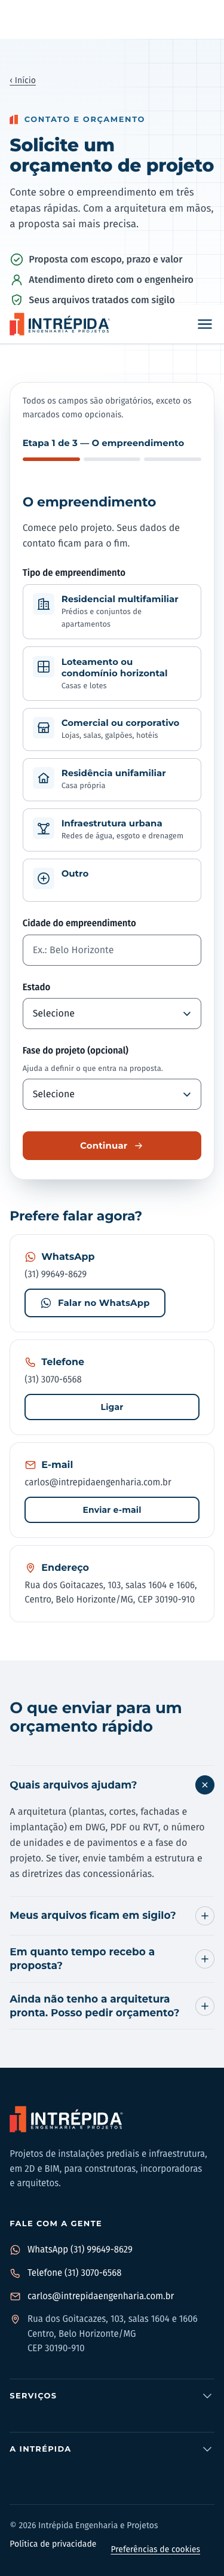 ‹ Início
CONTATO E ORÇAMENTO
Solicite um
orçamento de projeto
Conte sobre o empreendimento em três
etapas rápidas. Com a arquitetura em mãos,
a proposta sai mais precisa.
Proposta com escopo, prazo e valor
Atendimento direto com o engenheiro
Seus arquivos tratados com sigilo
INTRÉPIDA
ENGENHARIA E PROJETOS
Todos os campos são obrigatórios, exceto os
marcados como opcionais.
Etapa 1 de 3 — O empreendimento
O empreendimento
Comece pelo projeto. Seus dados de
contato ficam para o fim.
Tipo de empreendimento
Residencial multifamiliar
Prédios e conjuntos de
apartamentos
Loteamento ou
condomínio horizontal
Casas e lotes
Comercial ou corporativo
Lojas, salas, galpões, hotéis
Residência unifamiliar
Casa própria
Infraestrutura urbana
Redes de água, esgoto e drenagem
Outro
Cidade do empreendimento
Ex.: Belo Horizonte
Estado
Selecione
Fase do projeto (opcional)
Ajuda a definir o que entra na proposta.
Selecione
Continuar →
Prefere falar agora?
WhatsApp
(31) 99649-8629
Falar no WhatsApp
Telefone
(31) 3070-6568
Ligar
E-mail
carlos@intrepidaengenharia.com.br
Enviar e-mail
Endereço
Rua dos Goitacazes, 103, salas 1604 e 1606,
Centro, Belo Horizonte/MG, CEP 30190-910
O que enviar para um
orçamento rápido
Quais arquivos ajudam?
A arquitetura (plantas, cortes, fachadas e
implantação) em DWG, PDF ou RVT, o número
de unidades e de pavimentos e a fase do
projeto. Se tiver, envie também a estrutura e
as diretrizes das concessionárias.
Meus arquivos ficam em sigilo?
Em quanto tempo recebo a
proposta?
Ainda não tenho a arquitetura
pronta. Posso pedir orçamento?
INTRÉPIDA
ENGENHARIA E PROJETOS
Projetos de instalações prediais e infraestrutura,
em 2D e BIM, para construtoras, incorporadoras
e arquitetos.
FALE COM A GENTE
WhatsApp (31) 99649-8629
Telefone (31) 3070-6568
carlos@intrepidaengenharia.com.br
Rua dos Goitacazes, 103, salas 1604 e 1606
Centro, Belo Horizonte/MG
CEP 30190-910
SERVIÇOS
A INTRÉPIDA
© 2026 Intrépida Engenharia e Projetos
Política de privacidade
Preferências de cookies